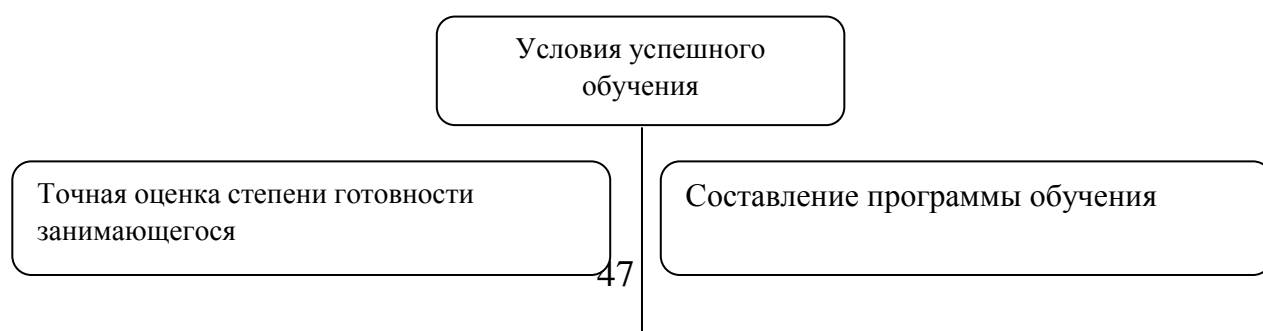 Условия успешного
обучения
Точная оценка степени готовности
занимающегося
Составление программы обучения
47